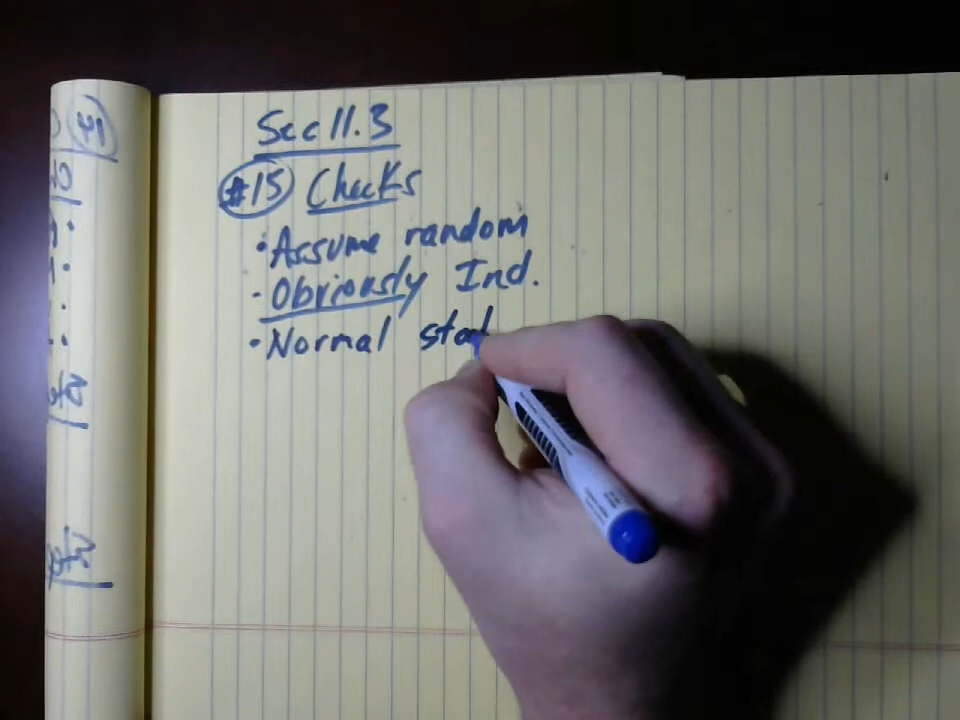 Sec 11.3
#15 Checks
• Assume random
• Obviously Ind.
• Normal stat